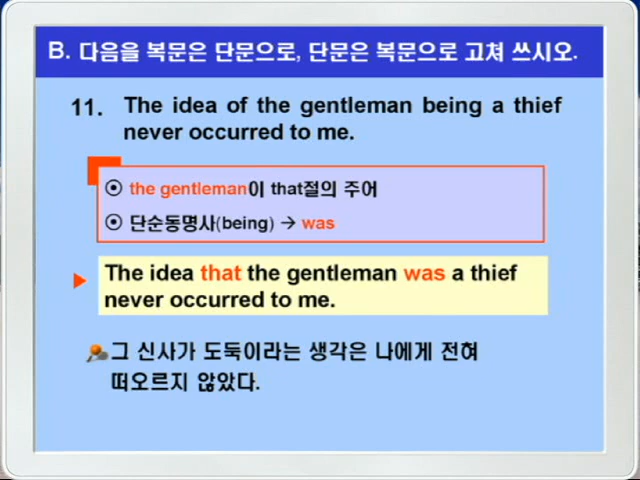 B. 다음을 복문은 단문으로, 단문은 복문으로 고쳐 쓰시오.
11. The idea of the gentleman being a thief
never occurred to me.
⊙ the gentleman이 that절의 주어
⊙ 단순동명사(being) → was
▶ The idea that the gentleman was a thief
never occurred to me.
그 신사가 도둑이라는 생각은 나에게 전혀
떠오르지 않았다.